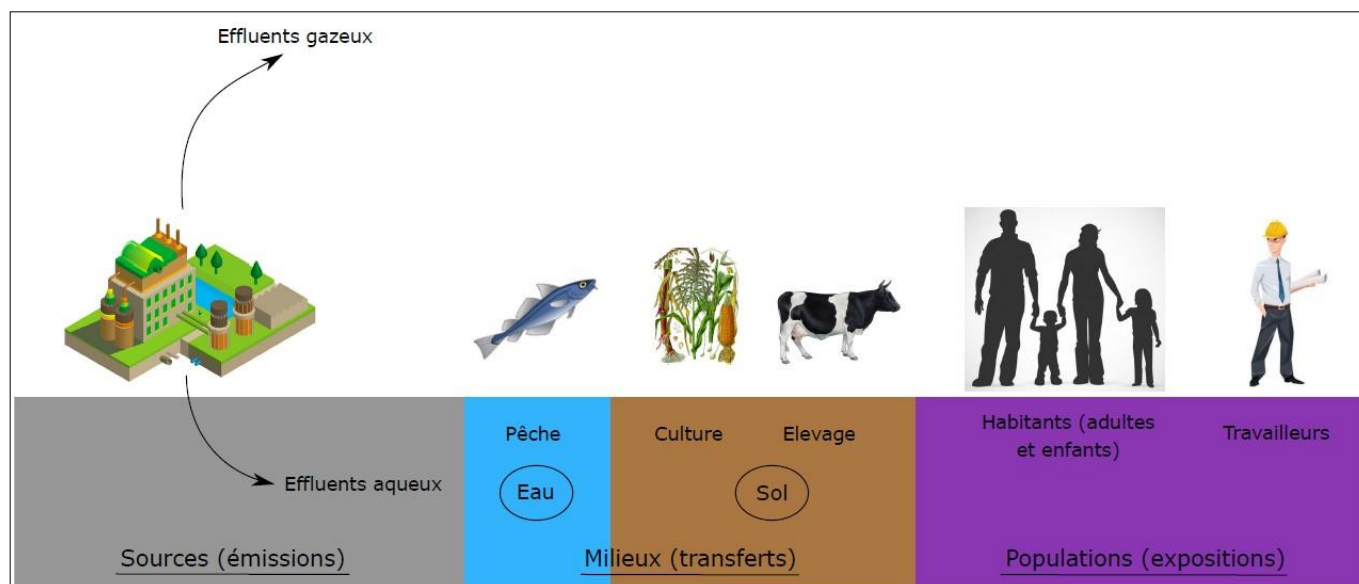 Effluents gazeux
Pêche
Culture
Elevage
Habitants (adultes
et enfants)
Travailleurs
Effluents aqueux
Eau
Sol
Sources (émissions)
Milieux (transferts)
Populations (expositions)